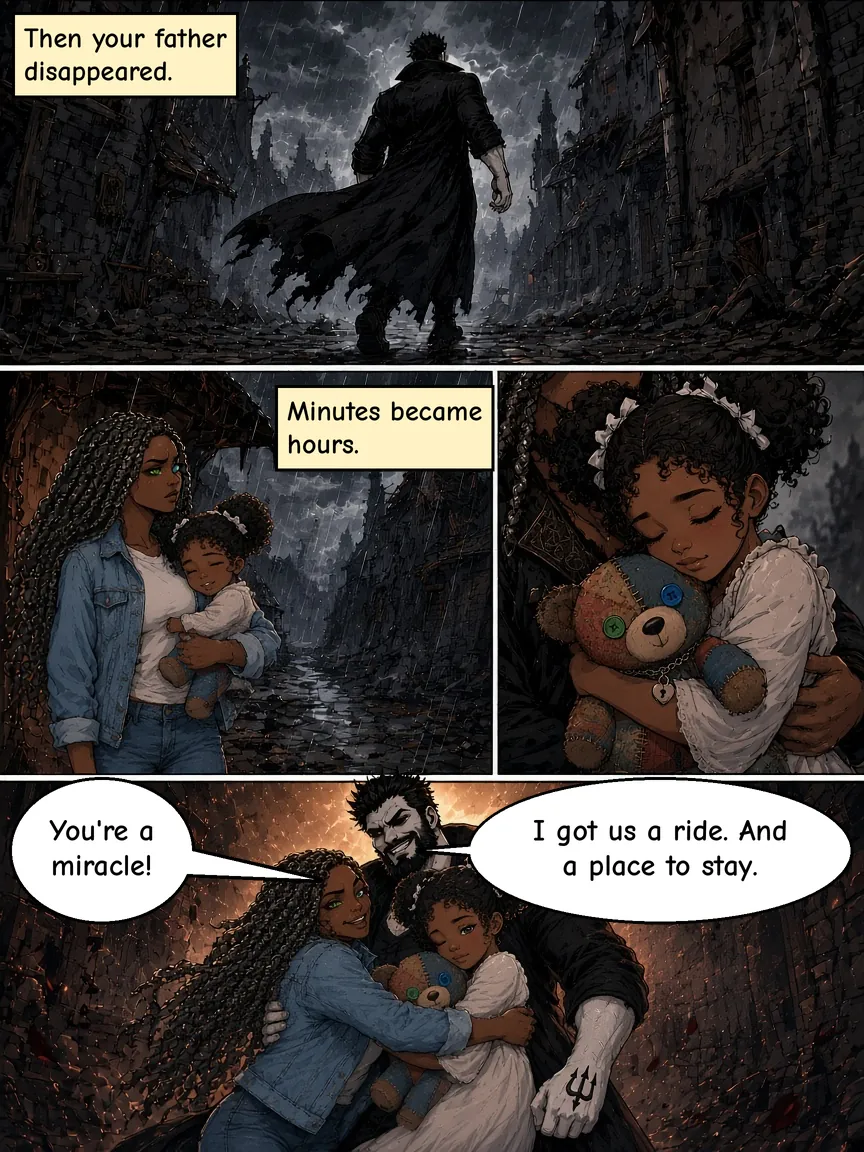 Then your father
disappeared.
Minutes became
hours.
You're a
miracle!
I got us a ride. And
a place to stay.